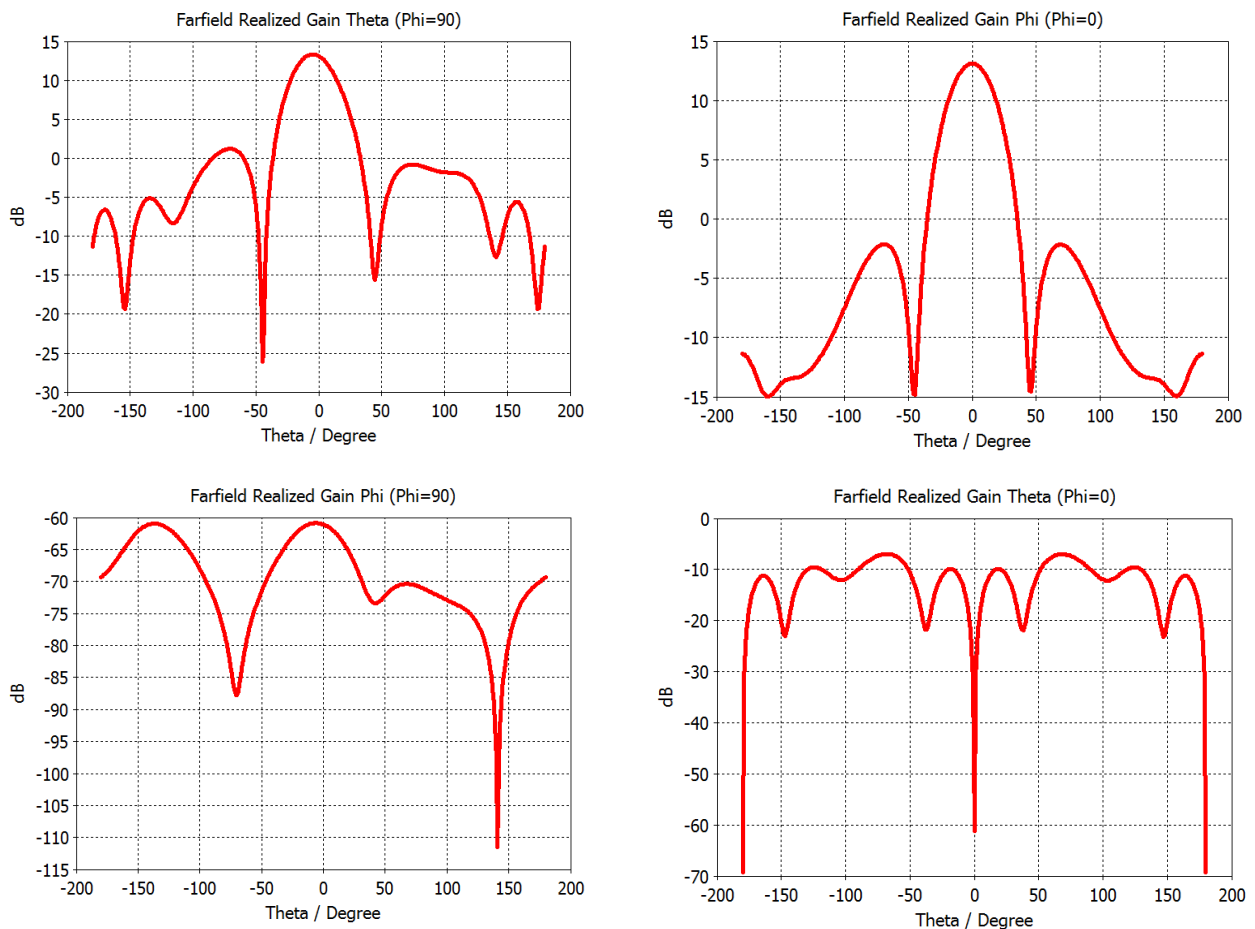 Farfield Realized Gain Theta (Phi=90)
15
10
5
0
-5
-10
-15
-20
-25
-30
dB
-200 -150 -100 -50 0 50 100 150 200
Theta / Degree
Farfield Realized Gain Phi (Phi=0)
15
10
5
0
-5
-10
-15
dB
-200 -150 -100 -50 0 50 100 150 200
Theta / Degree
Farfield Realized Gain Phi (Phi=90)
-60
-65
-70
-75
-80
-85
-90
-95
-100
-105
-110
-115
dB
-200 -150 -100 -50 0 50 100 150 200
Theta / Degree
Farfield Realized Gain Theta (Phi=0)
0
-10
-20
-30
-40
-50
-60
-70
dB
-200 -150 -100 -50 0 50 100 150 200
Theta / Degree